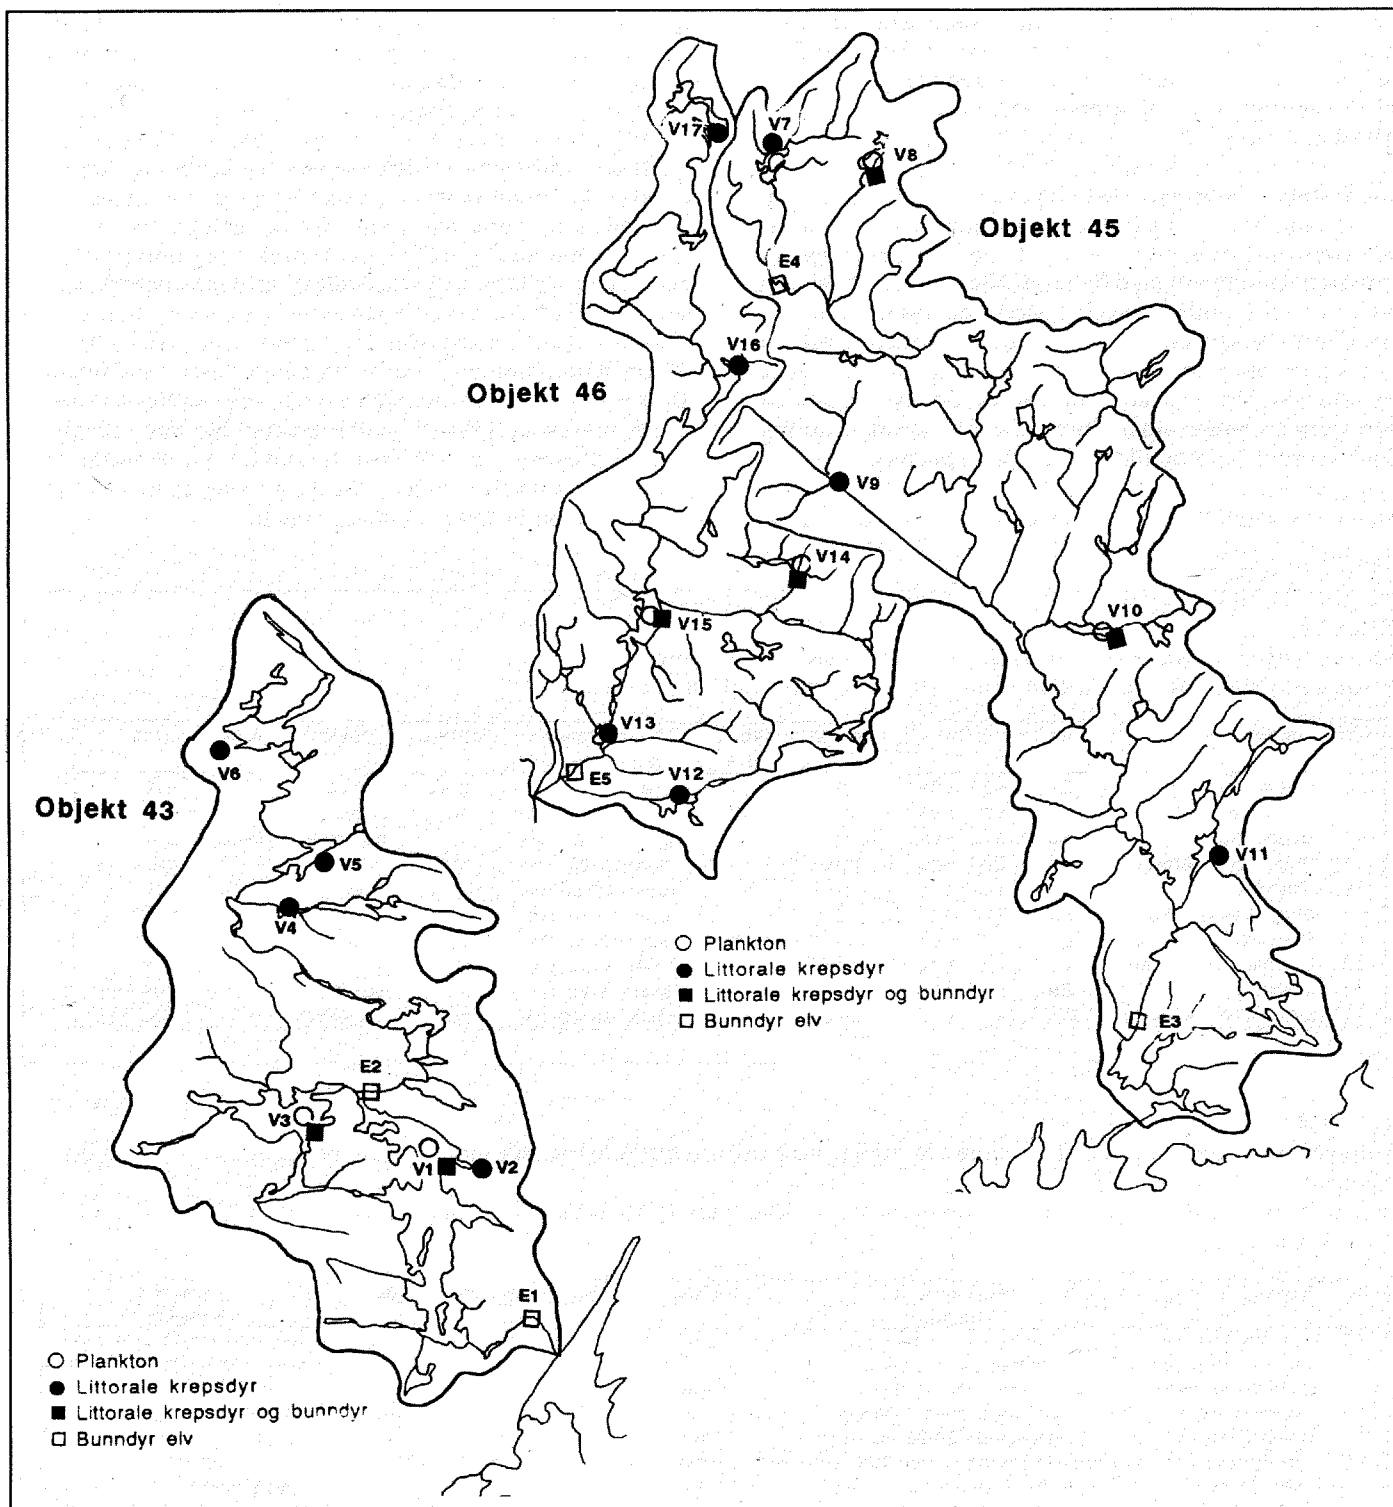 V17
V7
V8
Objekt 45
E4
V16
Objekt 46
V9
V14
V10
V15
V13
V6
E5
V12
Objekt 43
V11
V5
V4
Plankton
Littorale krepsdyr
Littorale krepsdyr og bunndyr
Bunndyr elv
E3
E2
V3
V1
V2
E1
Plankton
Littorale krepsdyr
Littorale krepsdyr og bunndyr
Bunndyr elv